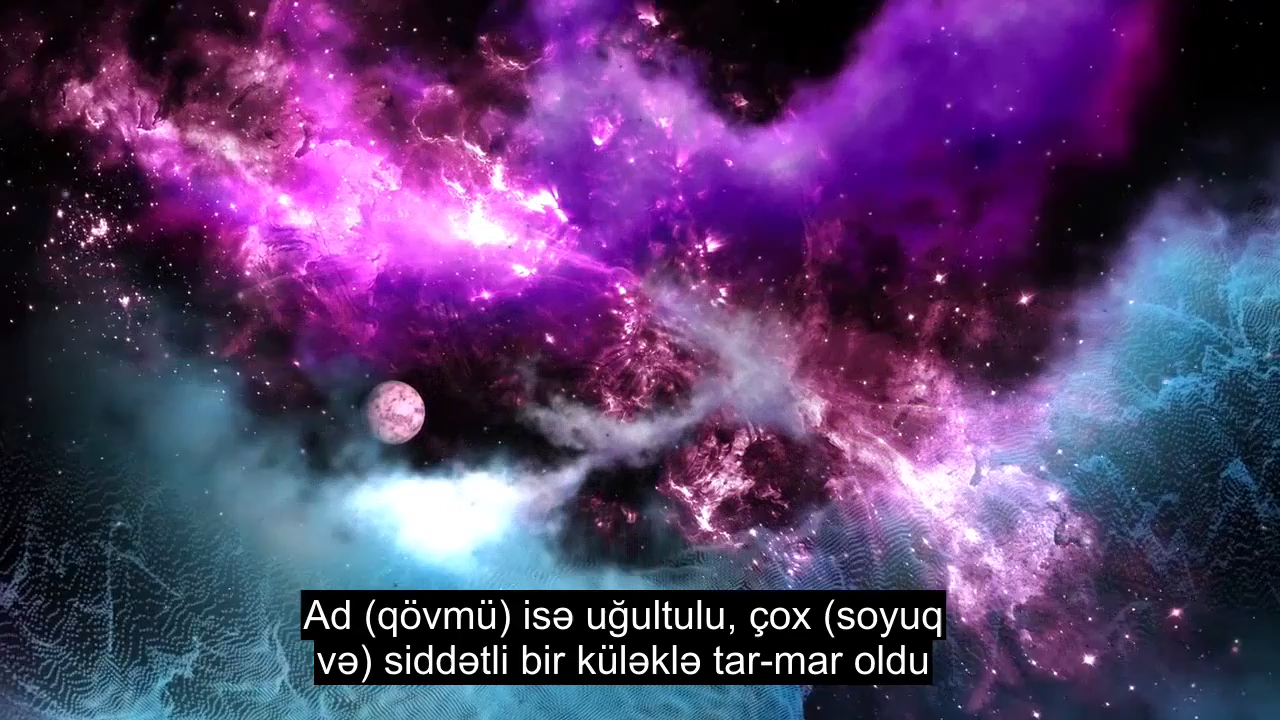 Ad (qövmü) isə uğultulu, çox (soyuq
və) siddətli bir küləklə tar-mar oldu